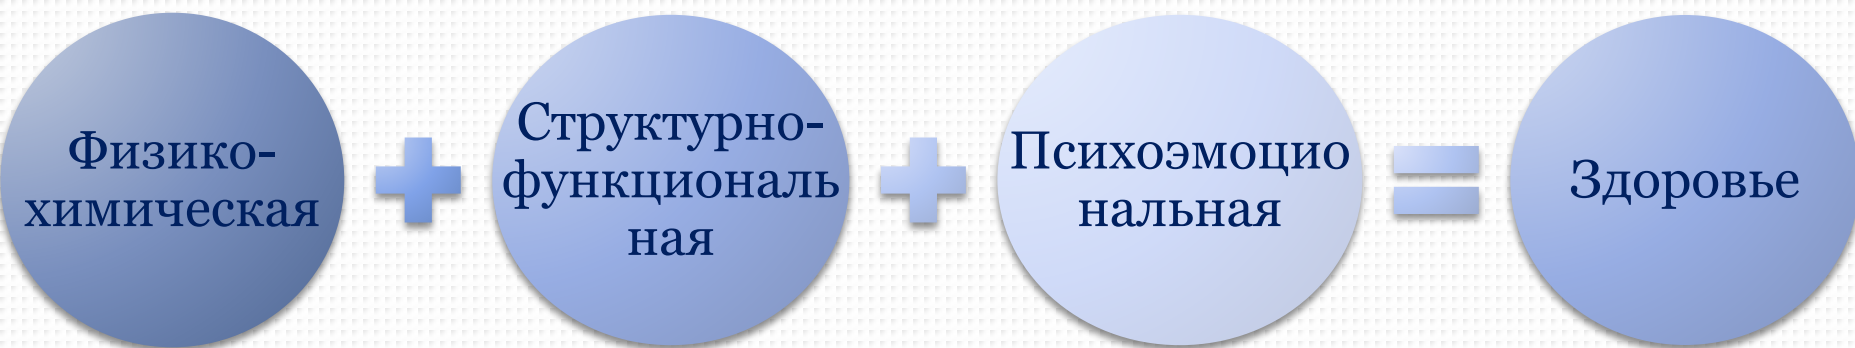 Физико-
химическая
Структурно-
функциональ
ная
Психоэмоцио
нальная
Здоровье